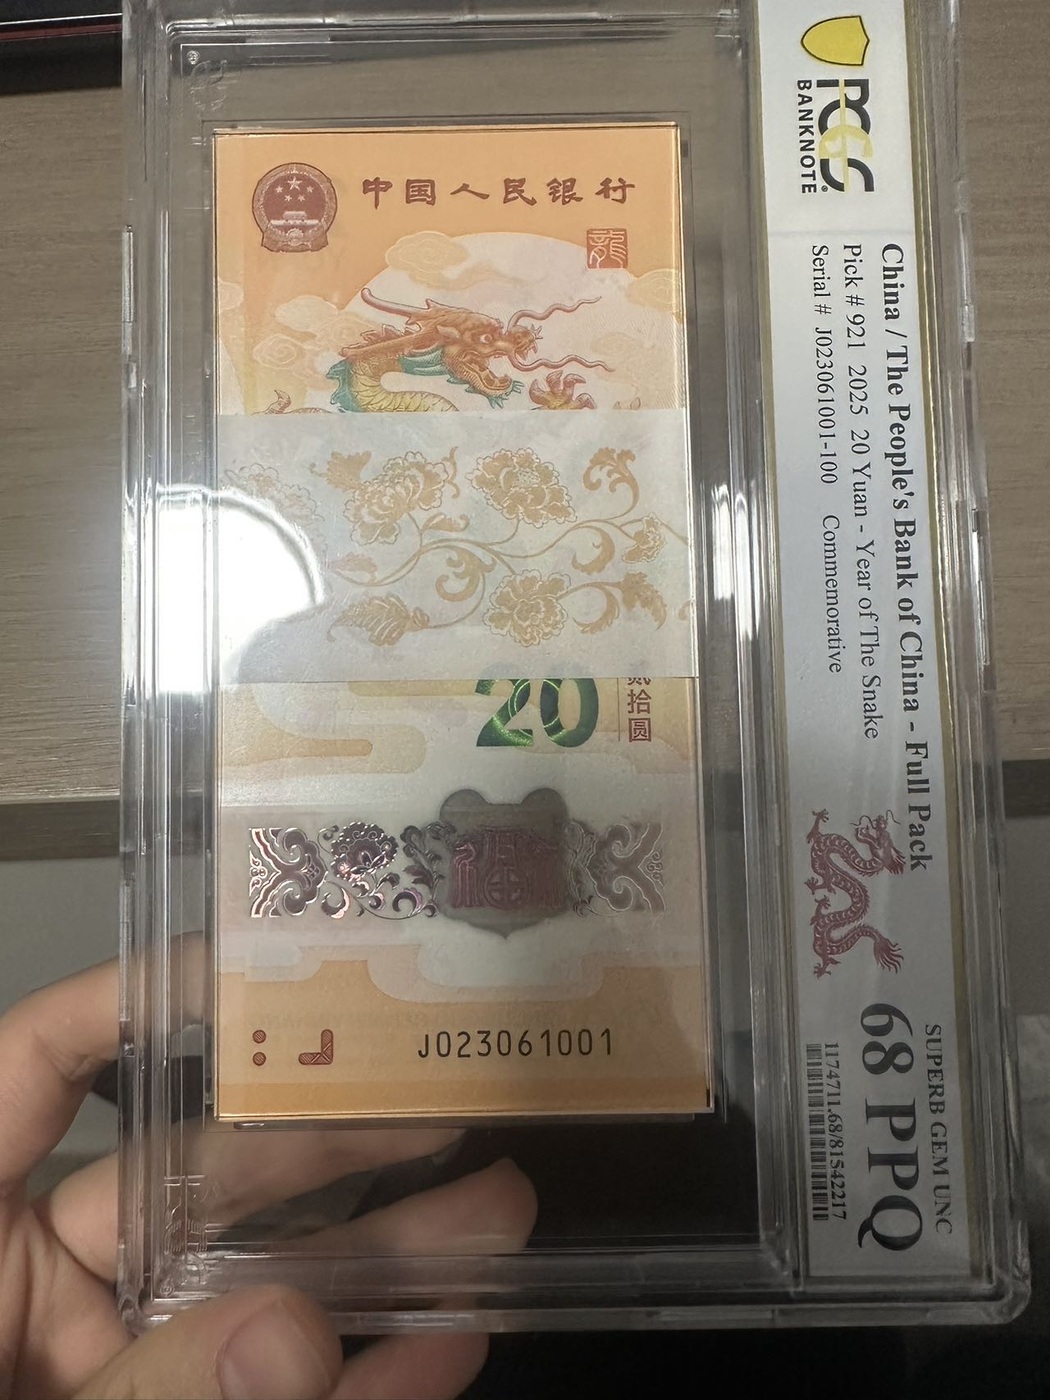 PCGS
BANKNOTE
China / The People's Bank of China - Full Pack
Pick # 921 2025 20 Yuan - Year of The Snake
Serial # J023061001-100 Commemorative
SUPERB GEM UNC
68 PPQ
1174711.68/81542217
中国人民银行
龍
20
贰拾圆
福
J023061001